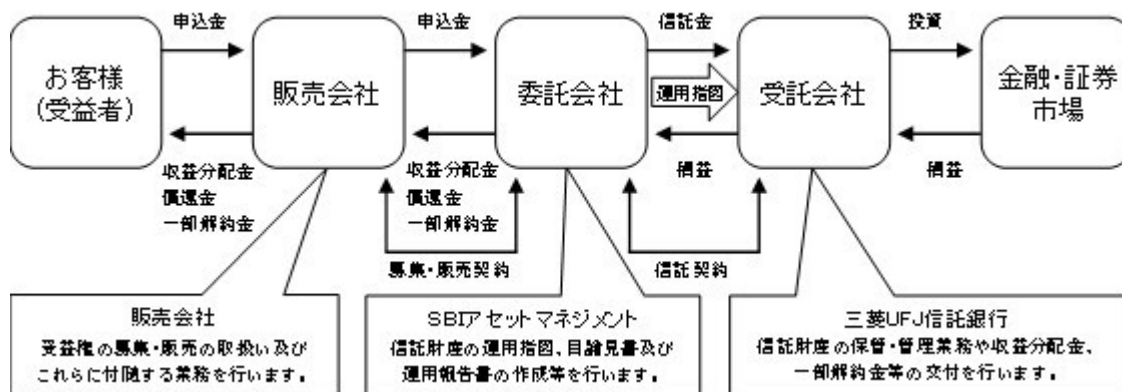 申込金
申込金
信託金
投資
お客様
(受益者)
販売会社
委託会社
運用指図
受託会社
金融・証券
市場
収益分配金
償還金
一部解約金
収益分配金
償還金
一部解約金
損益
損益
募集・販売契約
信託契約
販売会社
受益権の募集・販売の取扱い及び
これらに付随する業務を行います。
SBIアセットマネジメント
信託財産の運用指図、目論見書及び
運用報告書の作成等を行います。
三菱UFJ信託銀行
信託財産の保管・管理業務や収益分配金、
一部解約金等の交付を行います。